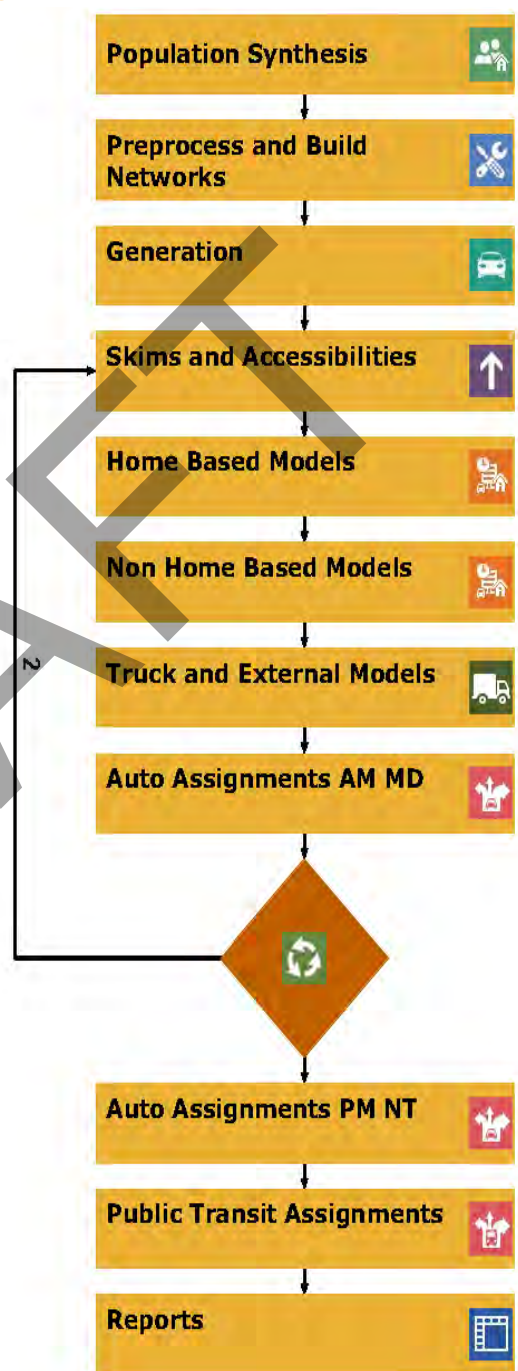 Population Synthesis
Preprocess and Build
Networks
Generation
Skims and Accessibilities
Home Based Models
Non Home Based Models
Truck and External Models
2
Auto Assignments AM MD
Auto Assignments PM NT
Public Transit Assignments
Reports
AFT